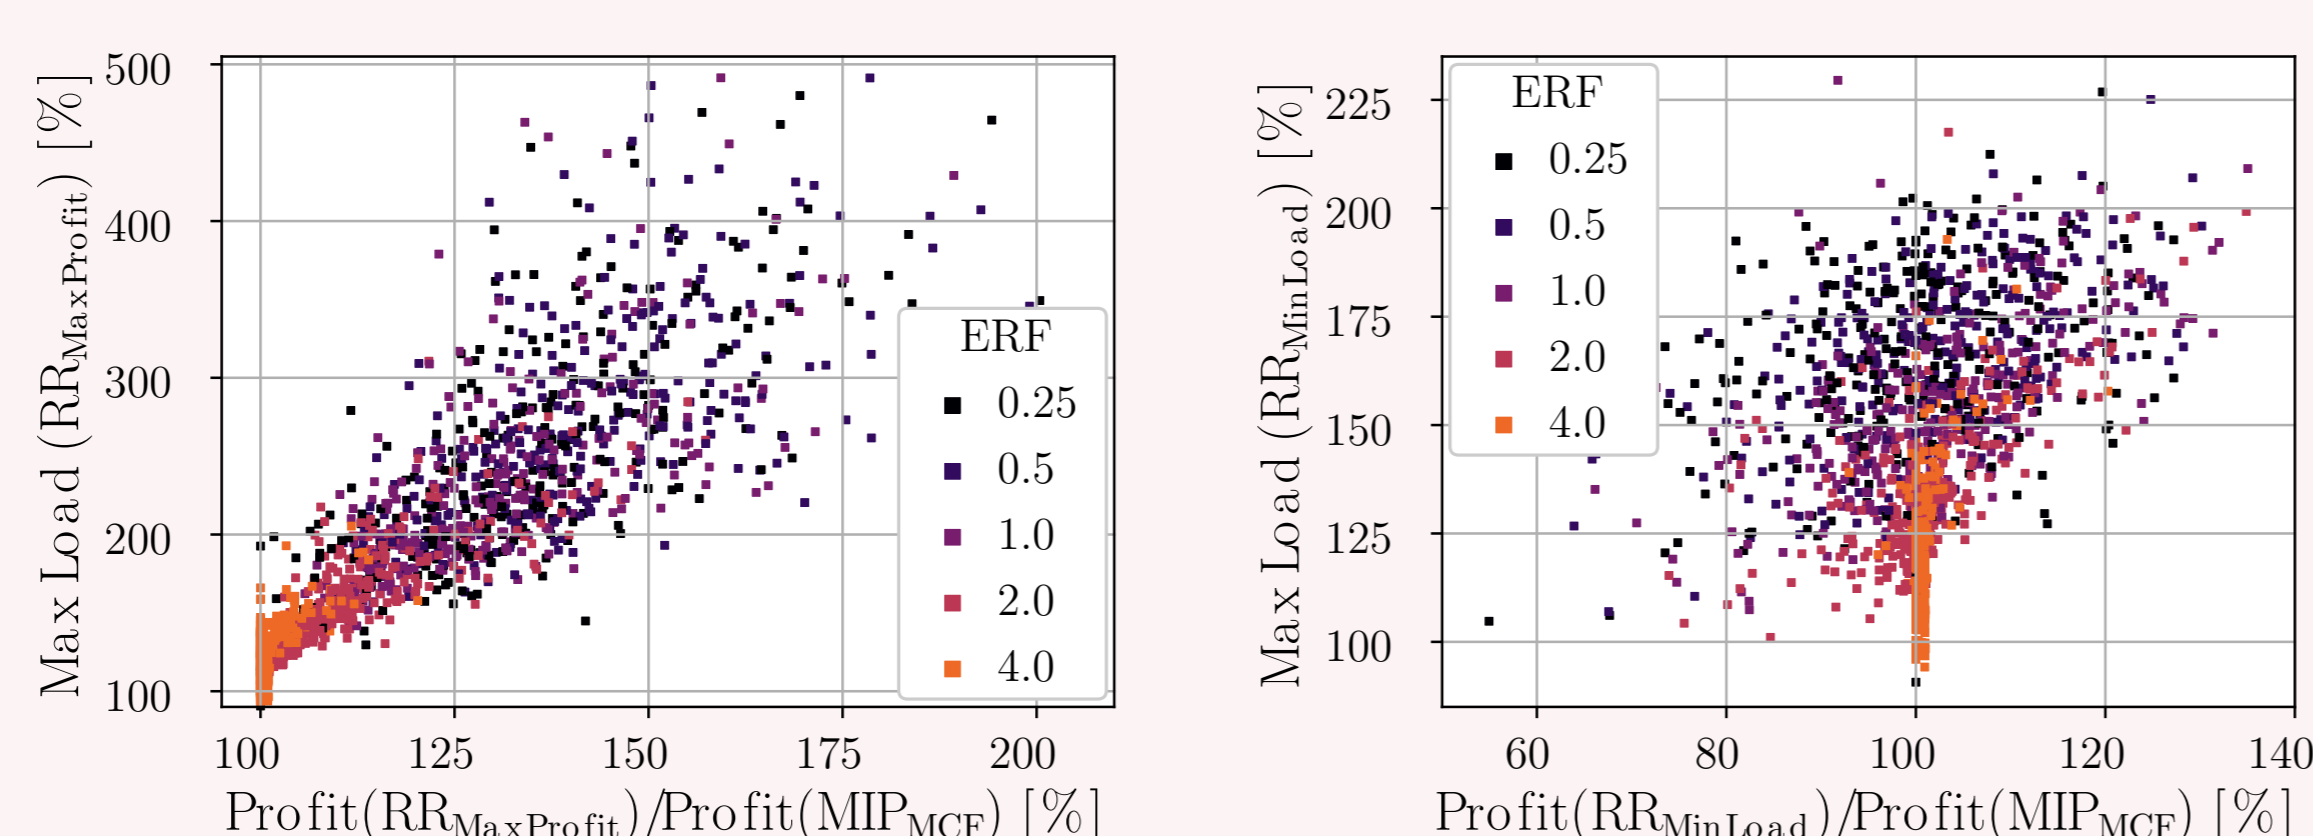 Max Load (RR_MaxProfit) [%]
500
400
300
200
100
ERF
0.25
0.5
1.0
2.0
4.0
100 125 150 175 200
Profit(RR_MaxProfit)/Profit(MIP_MCF) [%]
Max Load (RR_MinLoad) [%]
225
200
175
150
125
100
ERF
0.25
0.5
1.0
2.0
4.0
60 80 100 120 140
Profit(RR_MinLoad)/Profit(MIP_MCF) [%]